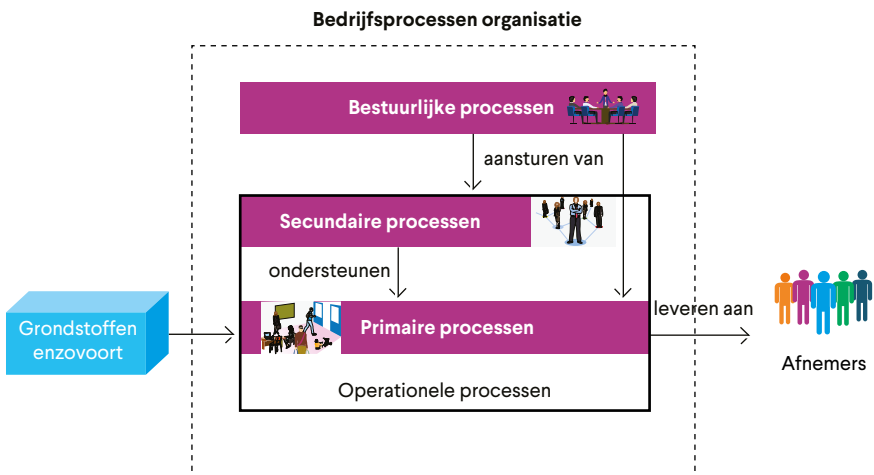 Bedrijfsprocessen organisatie
Bestuurlijke processen
aansturen van
Secundaire processen
ondersteunen
Grondstoffen
enzovoort
Primaire processen
leveren aan
Operationele processen
Afnemers